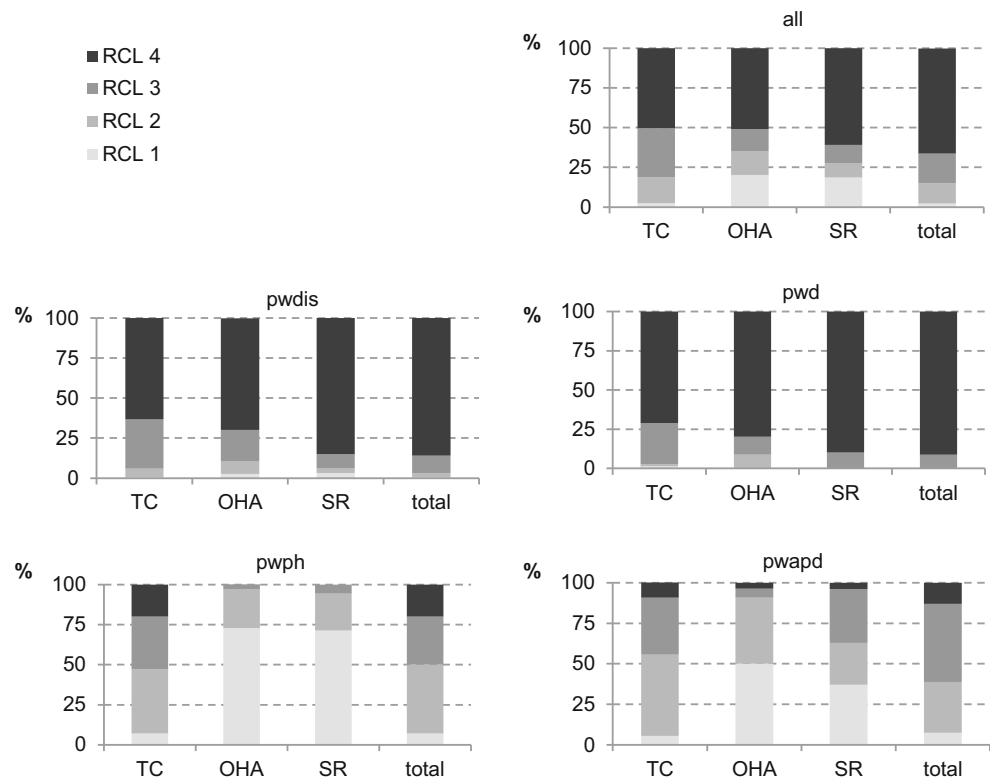 RCL 4
RCL 3
RCL 2
RCL 1
all
%
100
75
50
25
0
TC OHA SR total
pwdis
%
100
75
50
25
0
TC OHA SR total
pwd
%
100
75
50
25
0
TC OHA SR total
pwph
%
100
75
50
25
0
TC OHA SR total
pwapd
%
100
75
50
25
0
TC OHA SR total